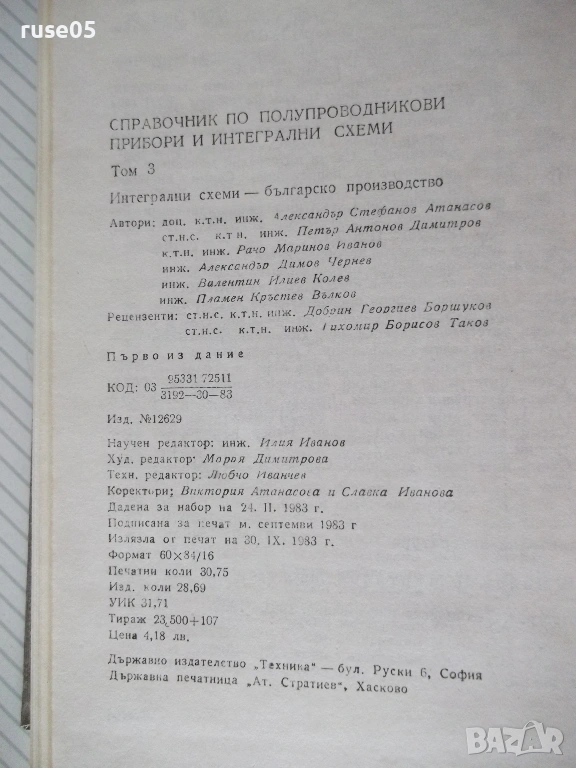 ruse05
СПРАВОЧНИК ПО ПОЛУПРОВОДНИКОВИ
ПРИБОРИ И ИНТЕГРАЛНИ СХЕМИ
Том 3
Интегрални схеми — българско производство
Автори: доц. к.т.н. инж. Александър Стефанов Атанасов
ст.н.с. к.т.н. инж. Петър Антонов Димитров
к.т.н. инж. Рачо Маринов Иванов
инж. Александър Димов Чернев
инж. Валентин Илиев Колев
инж. Пламен Кръстев Вълков
Рецензенти: ст.н.с. к.т.н. инж. Добрин Георгиев Боршуков
ст.н.с. к.т.н. инж. Тихомир Борисов Таков
Първо издание
КОД: 03 95331 72511
3192—30—83
Изд. №12629
Научен редактор: инж. Илия Иванов
Худ. редактор: Мария Димитрова
Техн. редактор: Любчо Иванчев
Коректори; Виктория Атанасова и Славка Иванова
Дадена за набор на 24. II. 1983 г.
Подписана за печат м. септемви 1983 г
Излязла от печат на 30. IX. 1983 г.
Формат 60×84/16
Печатни коли 30,75
Изд. коли 28,69
УИК 31,71
Тираж 23,500+107
Цена 4,18 лв.
Държавно издателство „Техника“ — бул. Руски 6, София
Държавна печатница „Ат. Стратиев“, Хасково
BAZAR